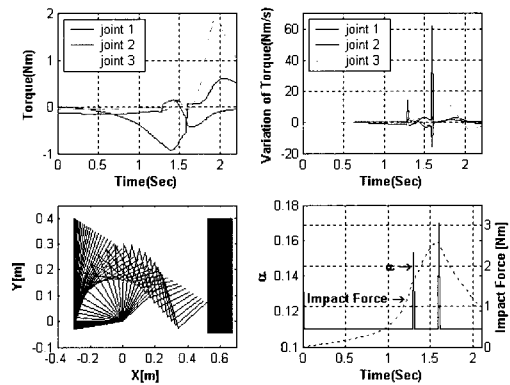 2
1
0
-1
Torque(Nm)
joint 1
joint 2
joint 3
0 0.5 1 1.5 2
Time(Sec)
60
40
20
0
-20
Variation of Torque(Nm/s)
joint 1
joint 2
joint 3
0 0.5 1 1.5 2
Time(Sec)
0.4
0.3
0.2
0.1
0
-0.1
Y[m]
-0.4 -0.2 0 0.2 0.4 0.6
X[m]
0.18
0.16
0.14
0.12
0.1
α
α
Impact Force
3
2
1
0
Impact Force [Nm]
0 0.5 1 1.5 2
Time(Sec)